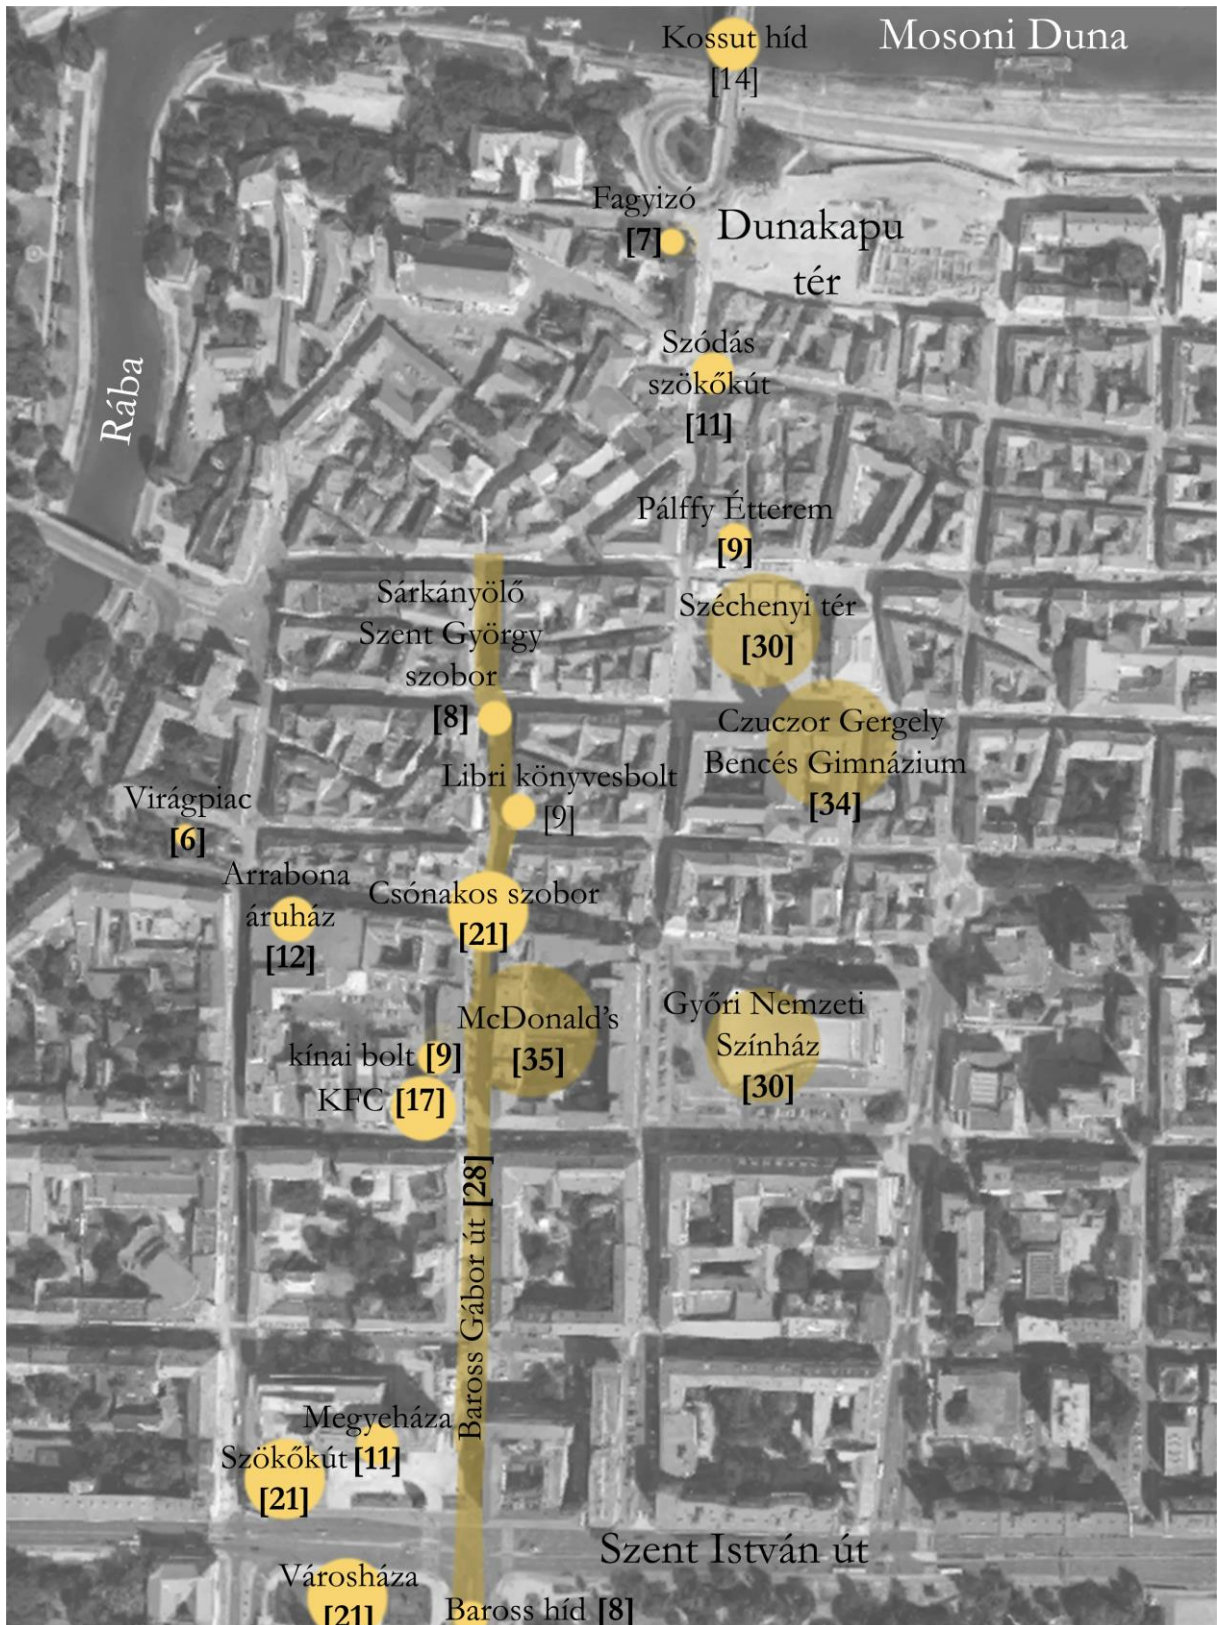 Kossut híd
[14]
Mosoni Duna
Fagyizó
[7]
Dunakapu
tér
Rába
Szódás
szökőkút
[11]
Pálffy Étterem
[9]
Sárkányölő
Szent György
szobor
[8]
Széchenyi tér
[30]
Czuczor Gergely
Bencés Gimnázium
[34]
Libri könyvesbolt
[9]
Virágpiac
[6]
Arrabona
áruház
[12]
Csónakos szobor
[21]
McDonald's
[35]
Győri Nemzeti
Színház
[30]
kínai bolt [9]
KFC [17]
Baross Gábor út [28]
Megyeháza
[11]
Szökőkút
[21]
Szent István út
Városháza
[21]
Baross híd [8]